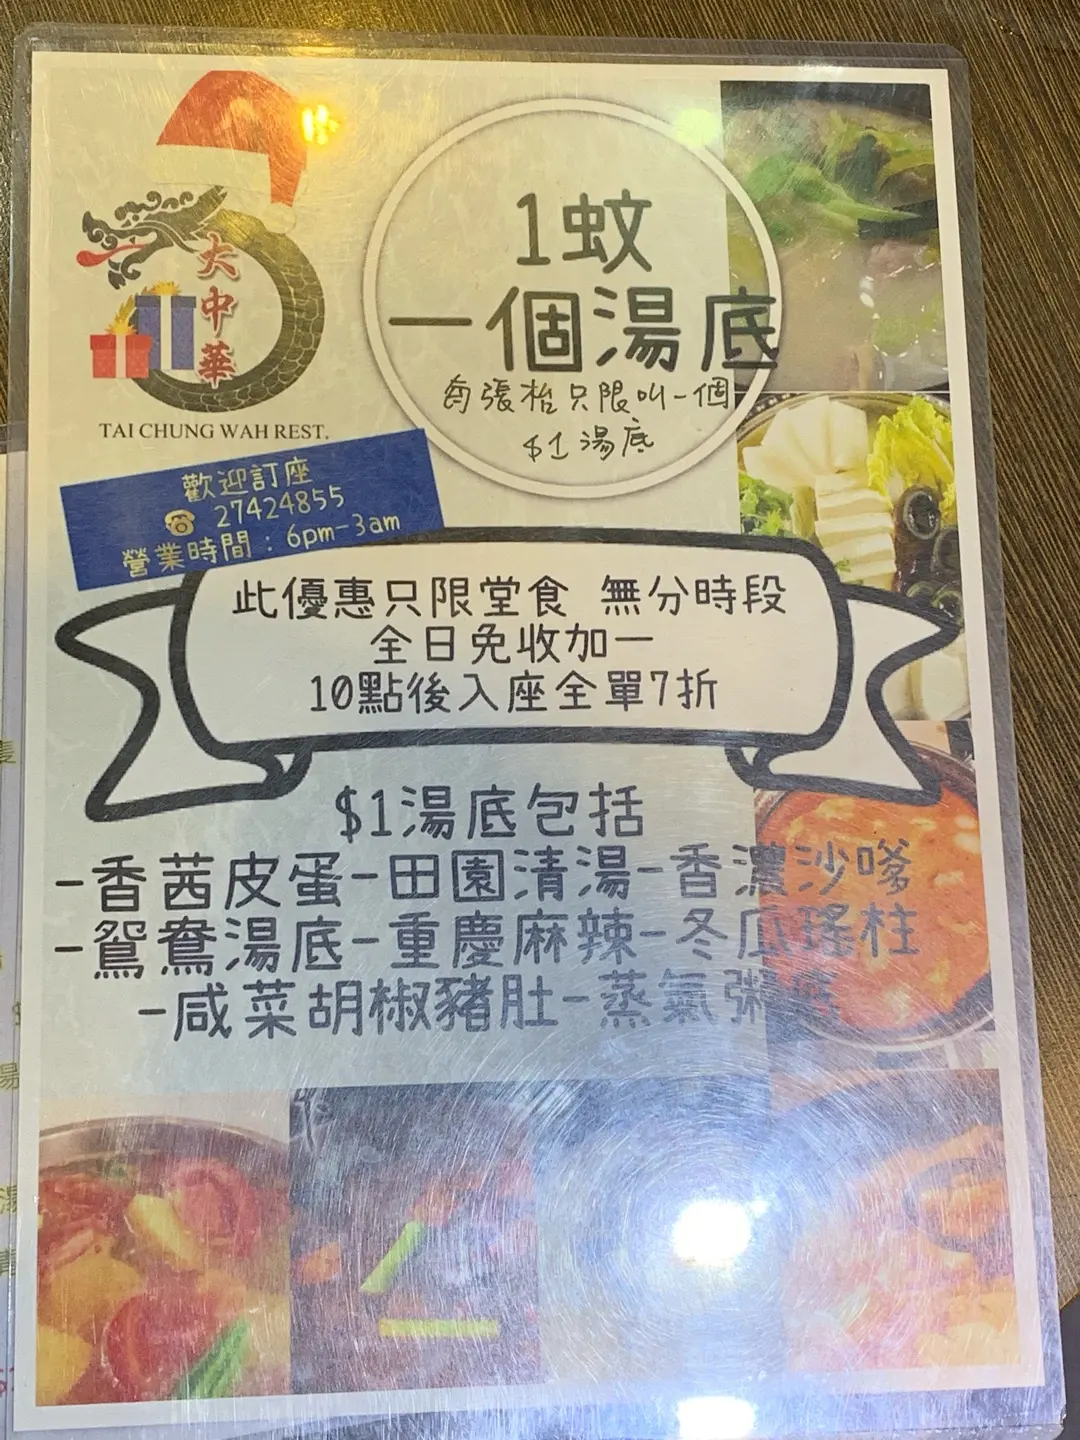 大中華
TAI CHUNG WAH REST.
1蚊
一個湯底
每張枱只限叫一個
$1湯底
歡迎訂座
☎ 27424855
營業時間：6pm-3am
此優惠只限堂食 無分時段
全日免收加一
10點後入座全單7折
$1湯底包括
-香茜皮蛋-田園清湯-香濃沙嗲
-鴛鴦湯底-重慶麻辣-冬瓜瑤柱
-咸菜胡椒豬肚-蒸氣粥